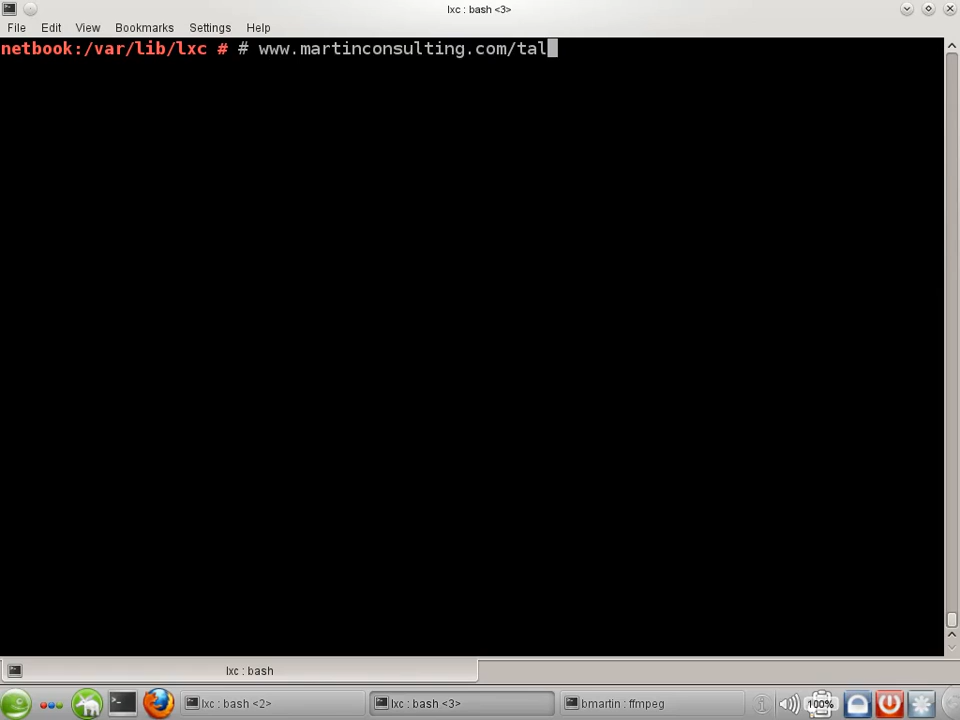 lxc : bash <3>
File Edit View Bookmarks Settings Help
netbook:/var/lib/lxc # # www.martinconsulting.com/tal
lxc : bash
lxc : bash <2>
lxc : bash <3>
bmartin : ffmpeg
100%